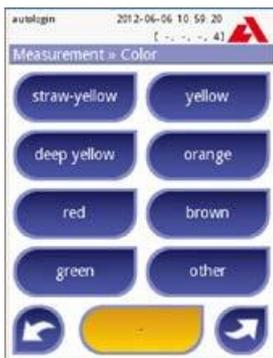 autologin 2012-06-06 10:59:20
[ -, -, -, 4]
Measurement » Color
straw-yellow yellow
deep yellow orange
red brown
green other
-